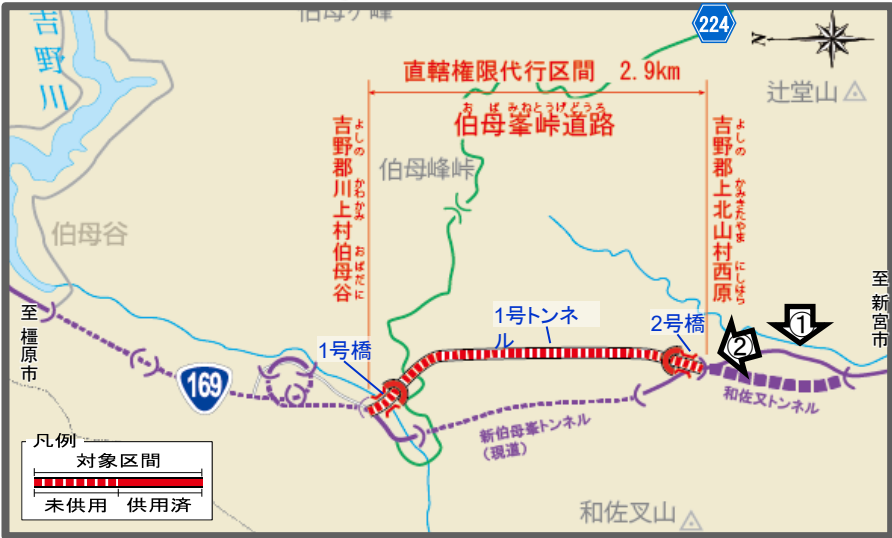 伯母ヶ峰
224
吉野川
N
直轄権限代行区間 2.9km
辻堂山
おばみねとうげどうろ
伯母峯峠道路
よしの かわかみ おばだに
吉野郡川上村伯母谷
よしの かみきたやま にしはら
吉野郡上北山村西原
伯母峰峠
伯母谷
至 橿原市
至 新宮市
1号トンネ
ル
1号橋
2号橋
①
②
169
和佐又トンネル
新伯母峯トンネル
(現道)
凡例
対象区間
未供用 供用済
和佐叉山